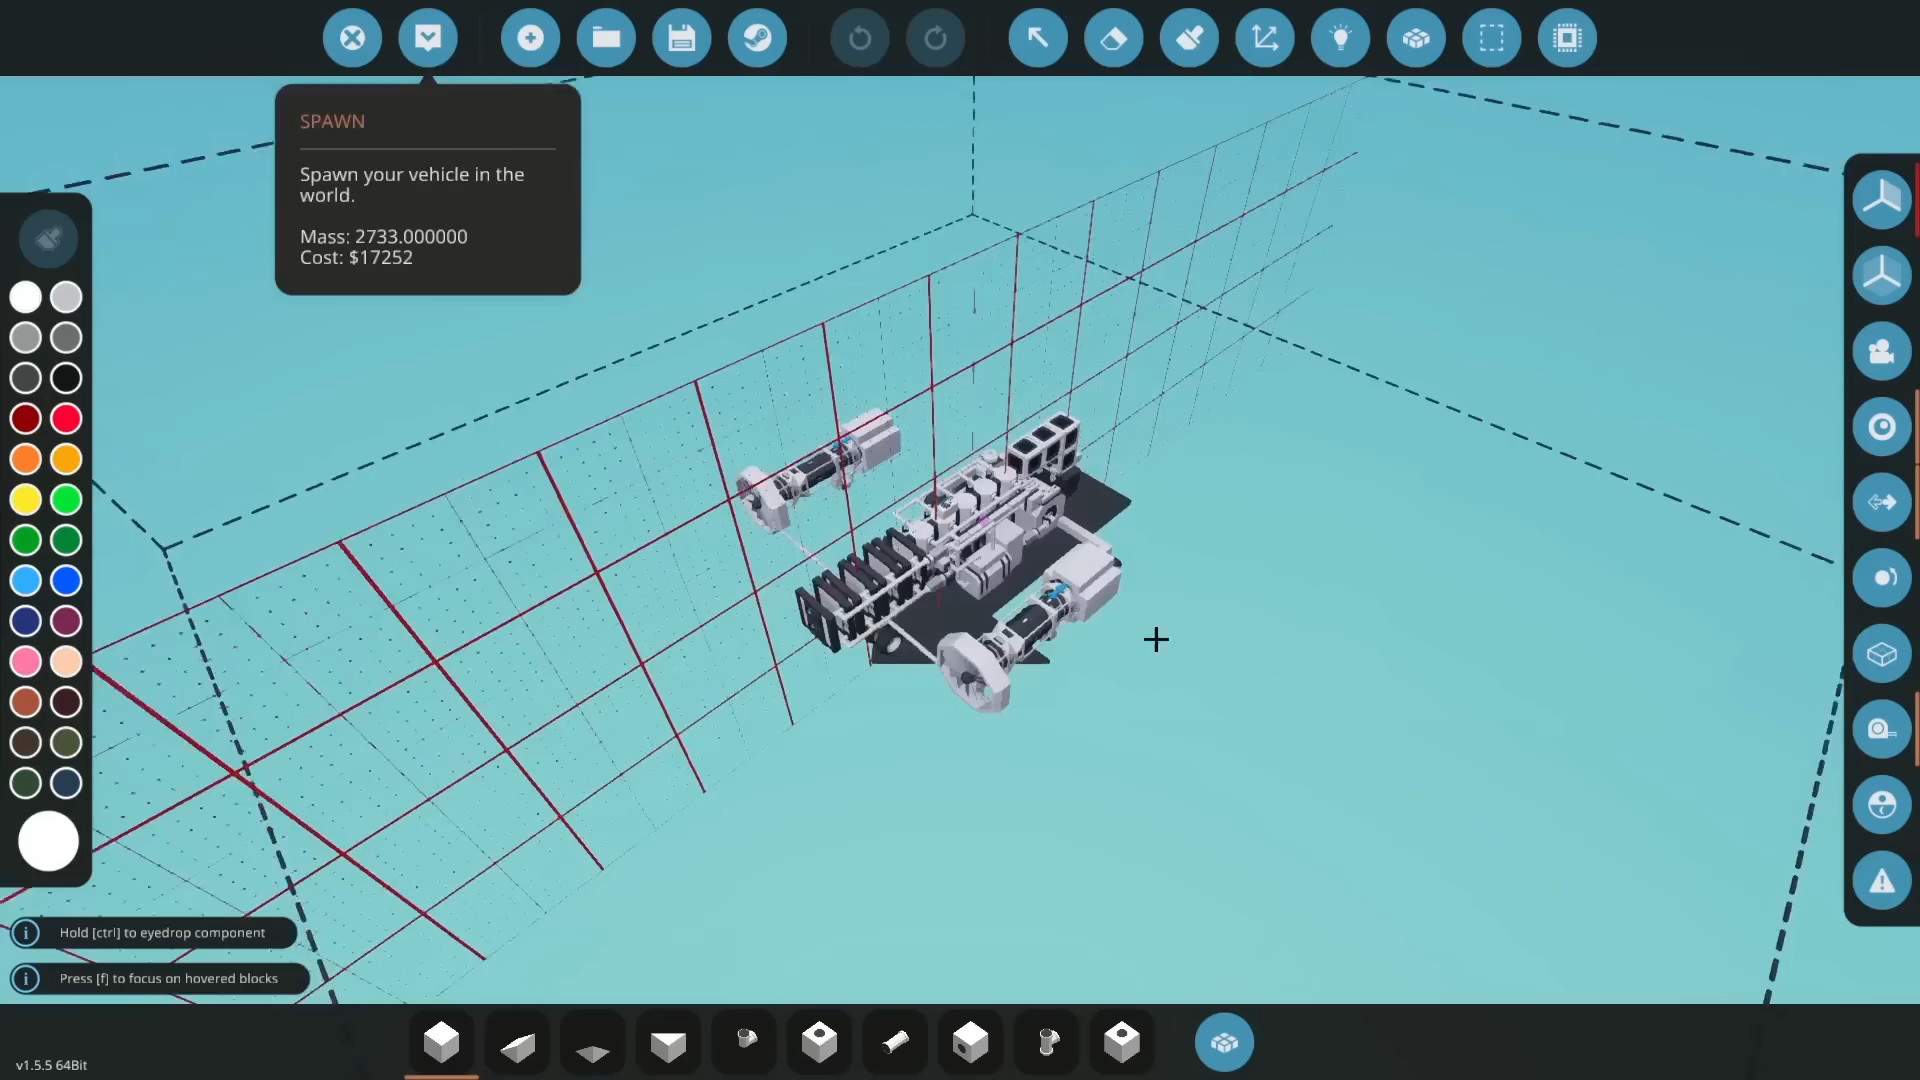 SPAWN
Spawn your vehicle in the
world.
Mass: 2733.000000
Cost: $17252
Hold [ctrl] to eyedrop component
Press [f] to focus on hovered blocks
v1.5.5 64Bit